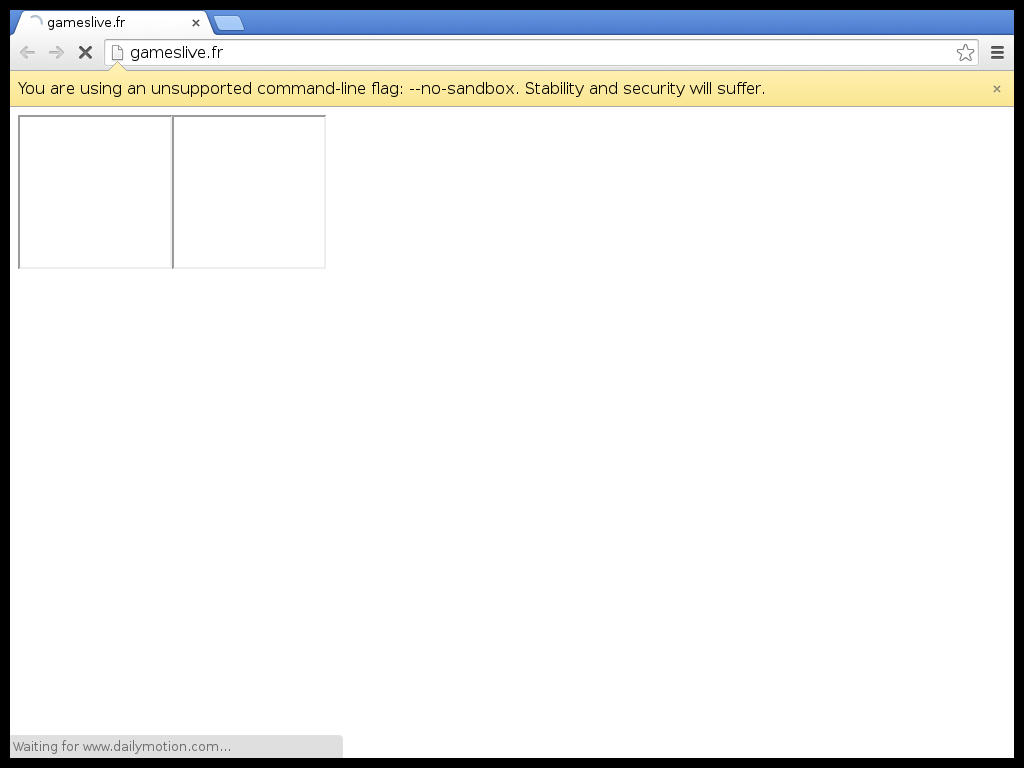 gameslive.fr
gameslive.fr
You are using an unsupported command-line flag: --no-sandbox. Stability and security will suffer.
Waiting for www.dailymotion.com...